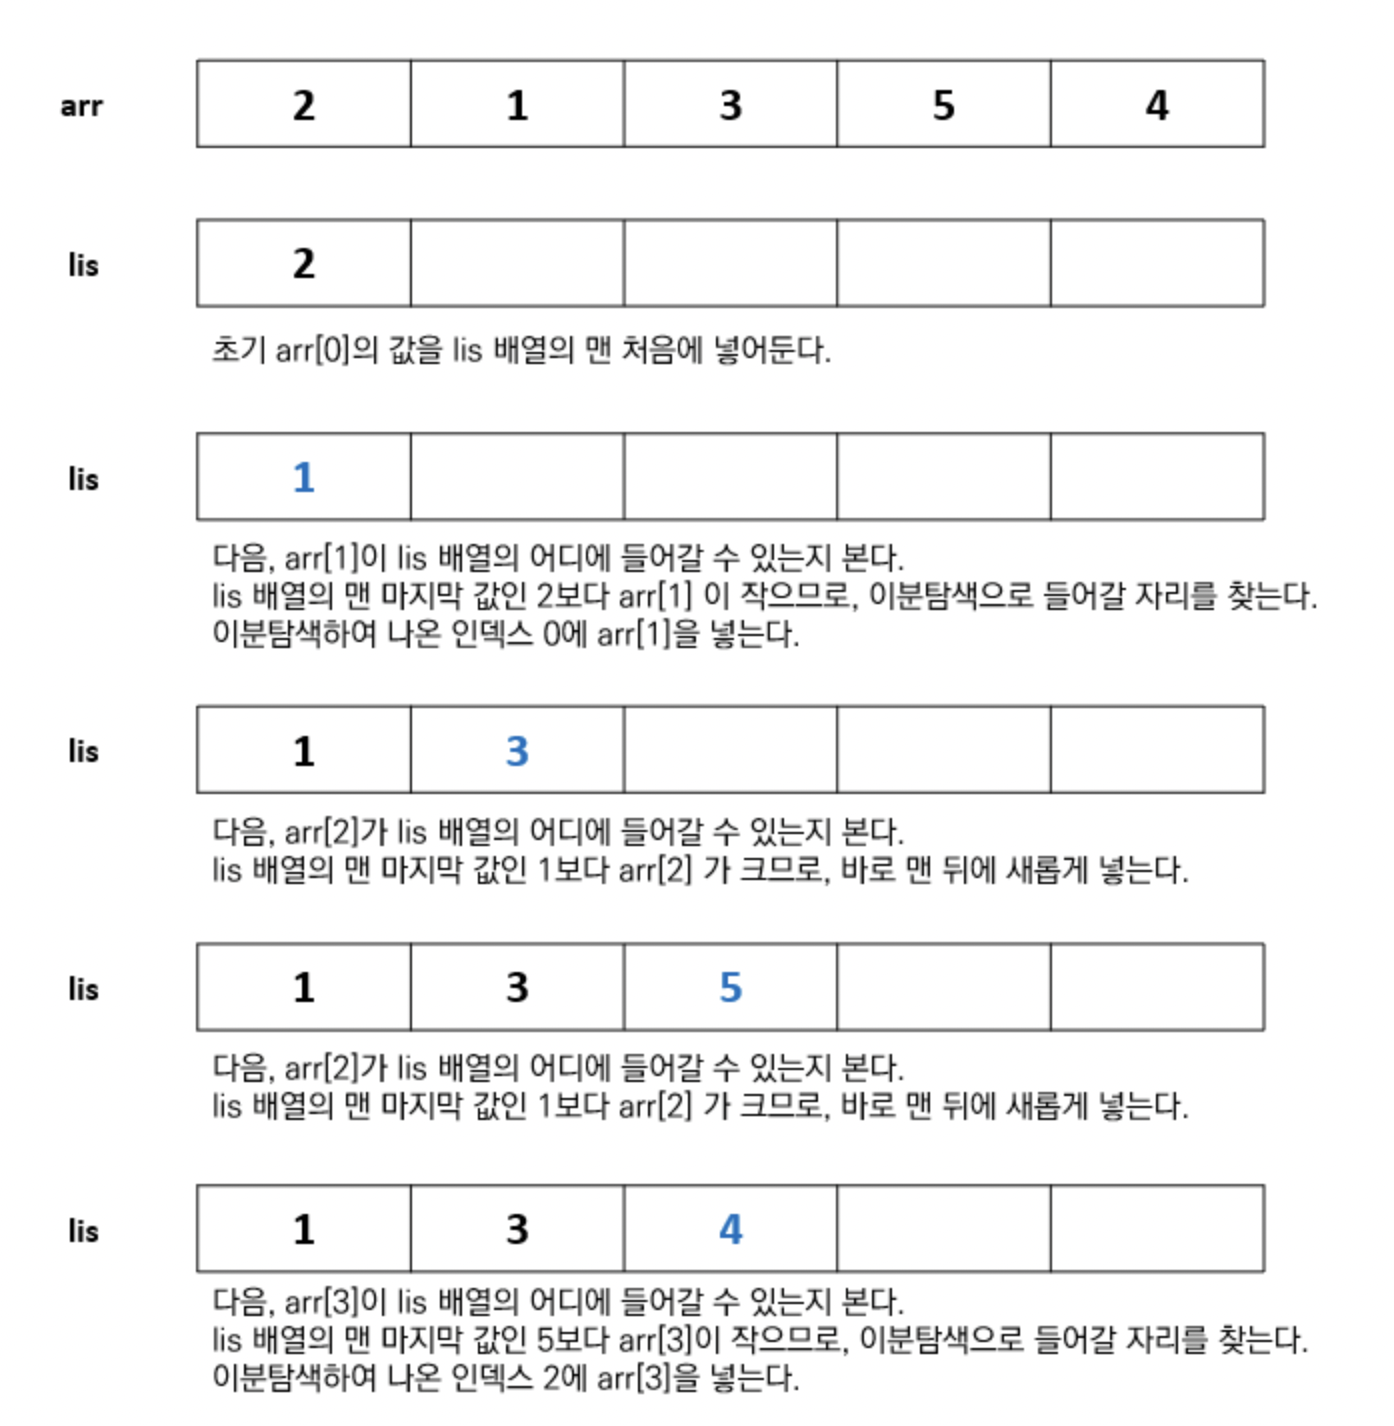 arr 2 1 3 5 4
lis 2
초기 arr[0]의 값을 lis 배열의 맨 처음에 넣어둔다.
lis 1
다음, arr[1]이 lis 배열의 어디에 들어갈 수 있는지 본다.
lis 배열의 맨 마지막 값인 2보다 arr[1] 이 작으므로, 이분탐색으로 들어갈 자리를 찾는다.
이분탐색하여 나온 인덱스 0에 arr[1]을 넣는다.
lis 1 3
다음, arr[2]가 lis 배열의 어디에 들어갈 수 있는지 본다.
lis 배열의 맨 마지막 값인 1보다 arr[2] 가 크므로, 바로 맨 뒤에 새롭게 넣는다.
lis 1 3 5
다음, arr[2]가 lis 배열의 어디에 들어갈 수 있는지 본다.
lis 배열의 맨 마지막 값인 1보다 arr[2] 가 크므로, 바로 맨 뒤에 새롭게 넣는다.
lis 1 3 4
다음, arr[3]이 lis 배열의 어디에 들어갈 수 있는지 본다.
lis 배열의 맨 마지막 값인 5보다 arr[3]이 작으므로, 이분탐색으로 들어갈 자리를 찾는다.
이분탐색하여 나온 인덱스 2에 arr[3]을 넣는다.